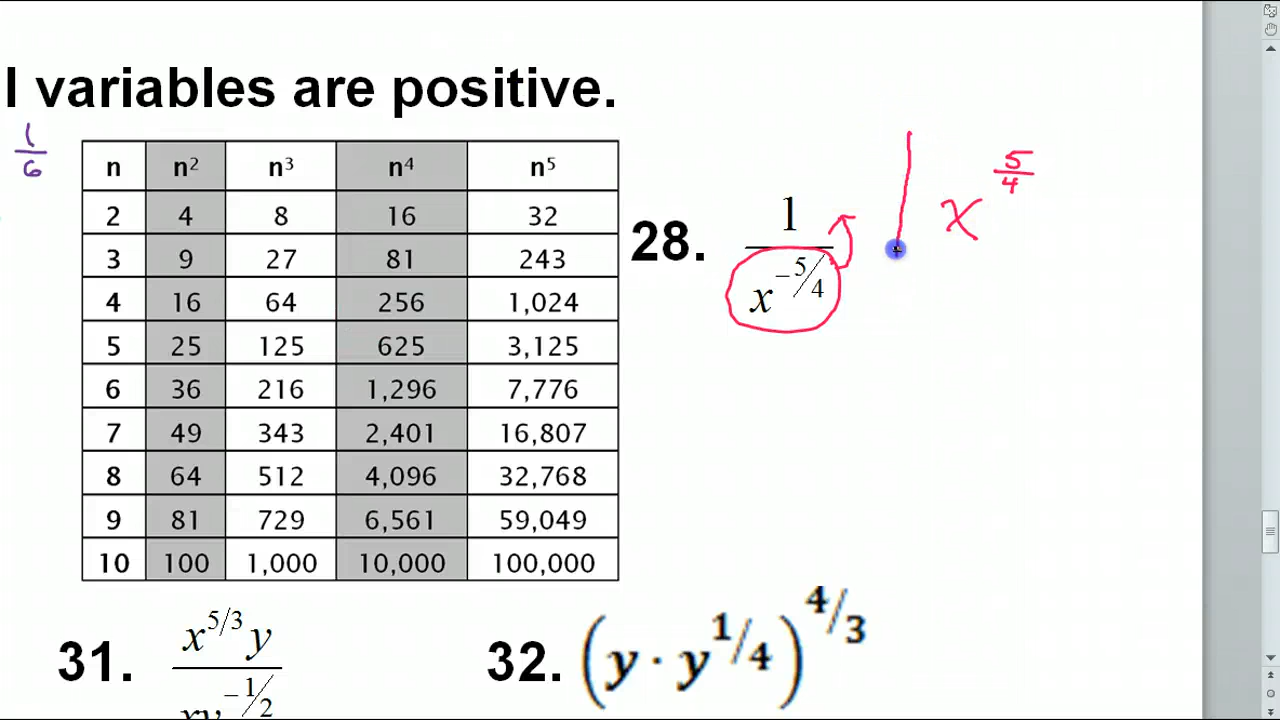 l variables are positive.
1/6
n n² n³ n⁴ n⁵
2 4 8 16 32
3 9 27 81 243
4 16 64 256 1,024
5 25 125 625 3,125
6 36 216 1,296 7,776
7 49 343 2,401 16,807
8 64 512 4,096 32,768
9 81 729 6,561 59,049
10 100 1,000 10,000 100,000
28. 1/x^(-5/4) x^(5/4)
31. x^(5/3)y/xy^(-1/2)
32. (y · y^(1/4))^(4/3)